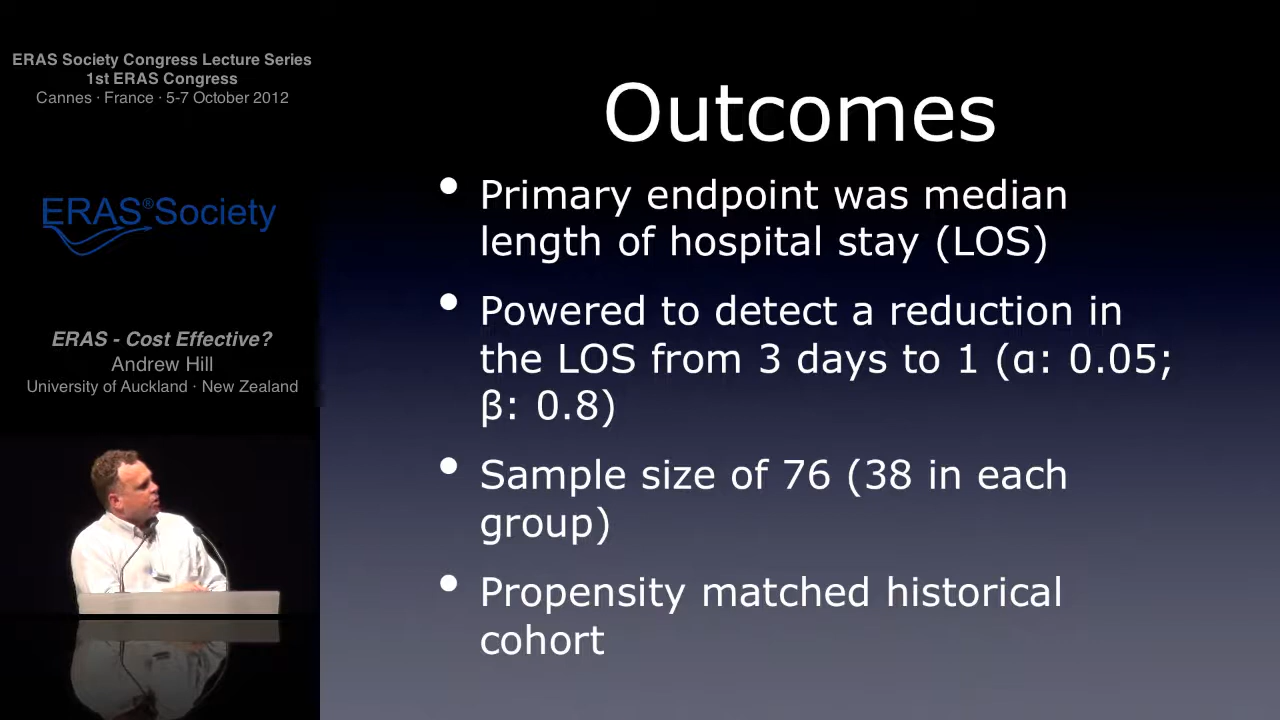 ERAS Society Congress Lecture Series
1st ERAS Congress
Cannes · France · 5-7 October 2012
ERAS®Society
ERAS - Cost Effective?
Andrew Hill
University of Auckland · New Zealand
Outcomes
• Primary endpoint was median
length of hospital stay (LOS)
• Powered to detect a reduction in
the LOS from 3 days to 1 (α: 0.05;
β: 0.8)
• Sample size of 76 (38 in each
group)
• Propensity matched historical
cohort